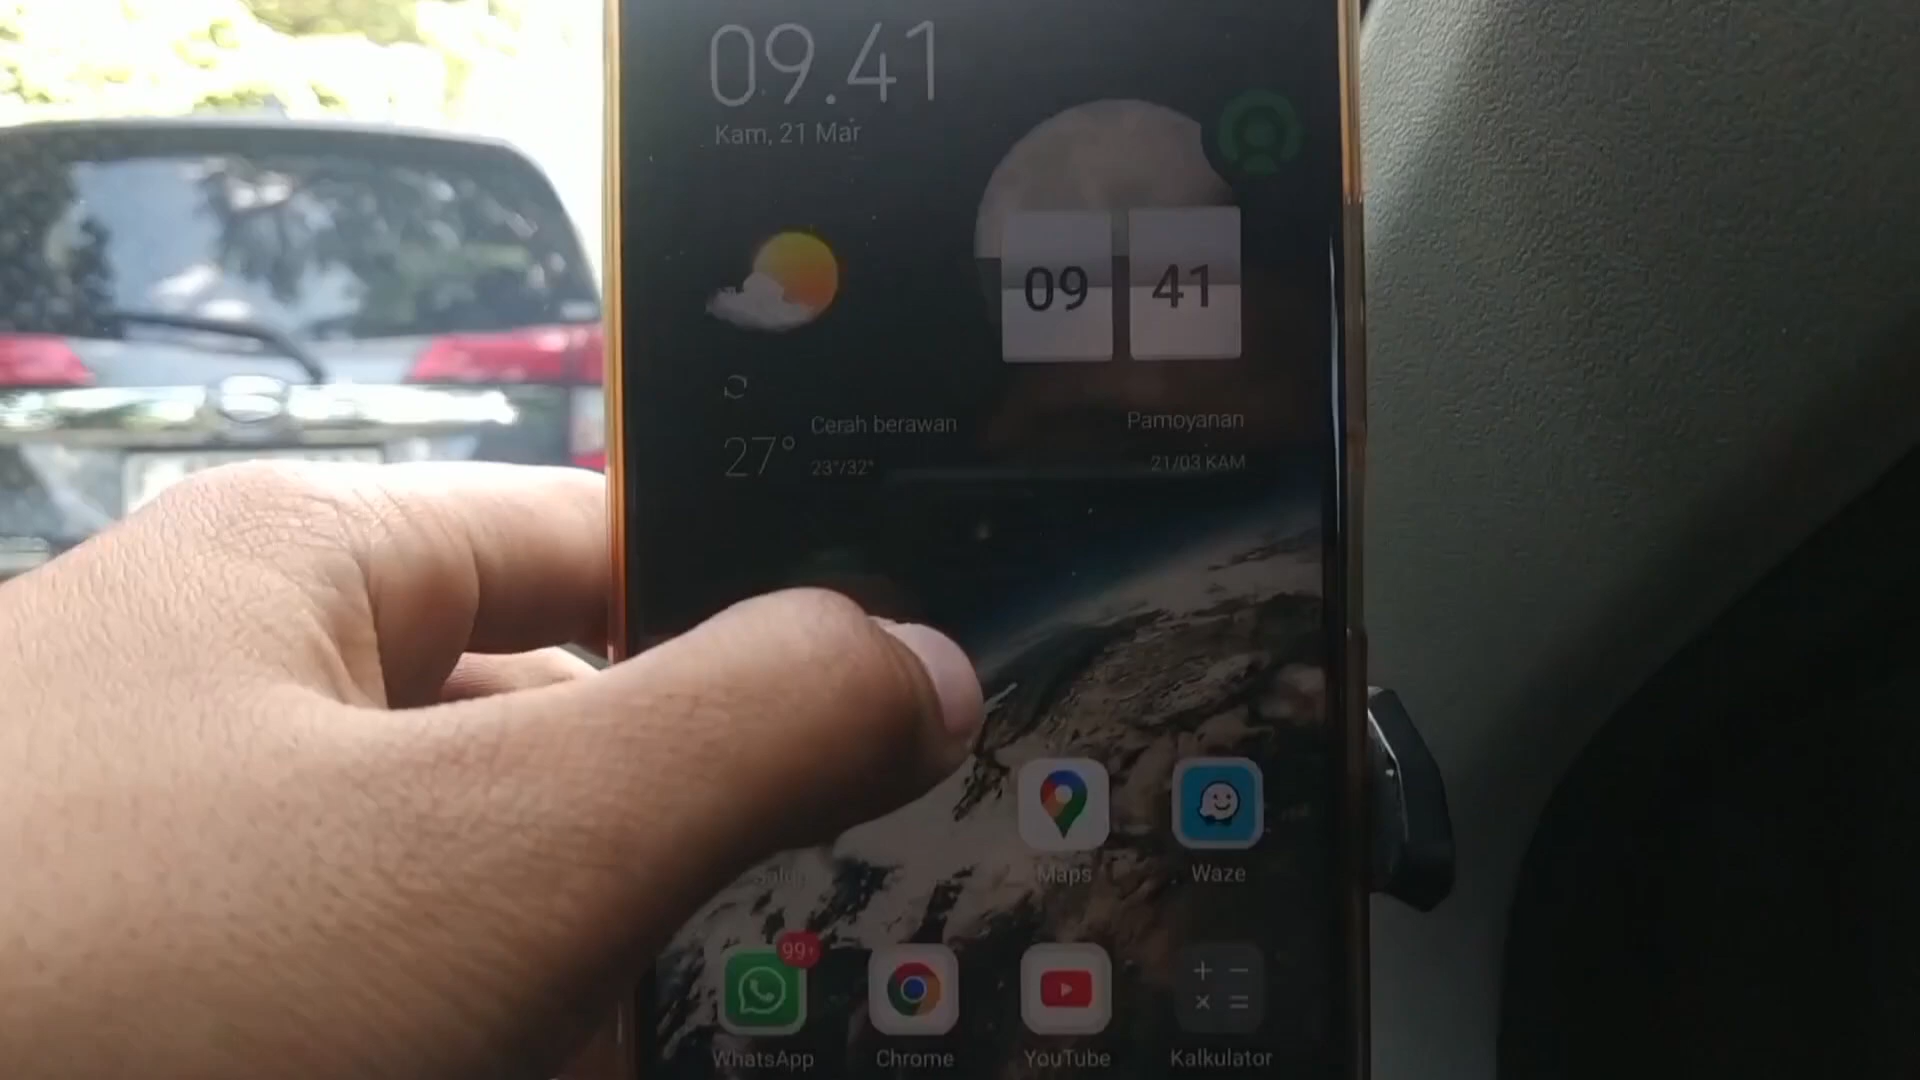 09.41
Kam, 21 Mar
09 41
Cerah berawan
Pamoyanan
27°
23°/32°
21/03 KAM
Maps
Waze
99+
WhatsApp
Chrome
YouTube
Kalkulator